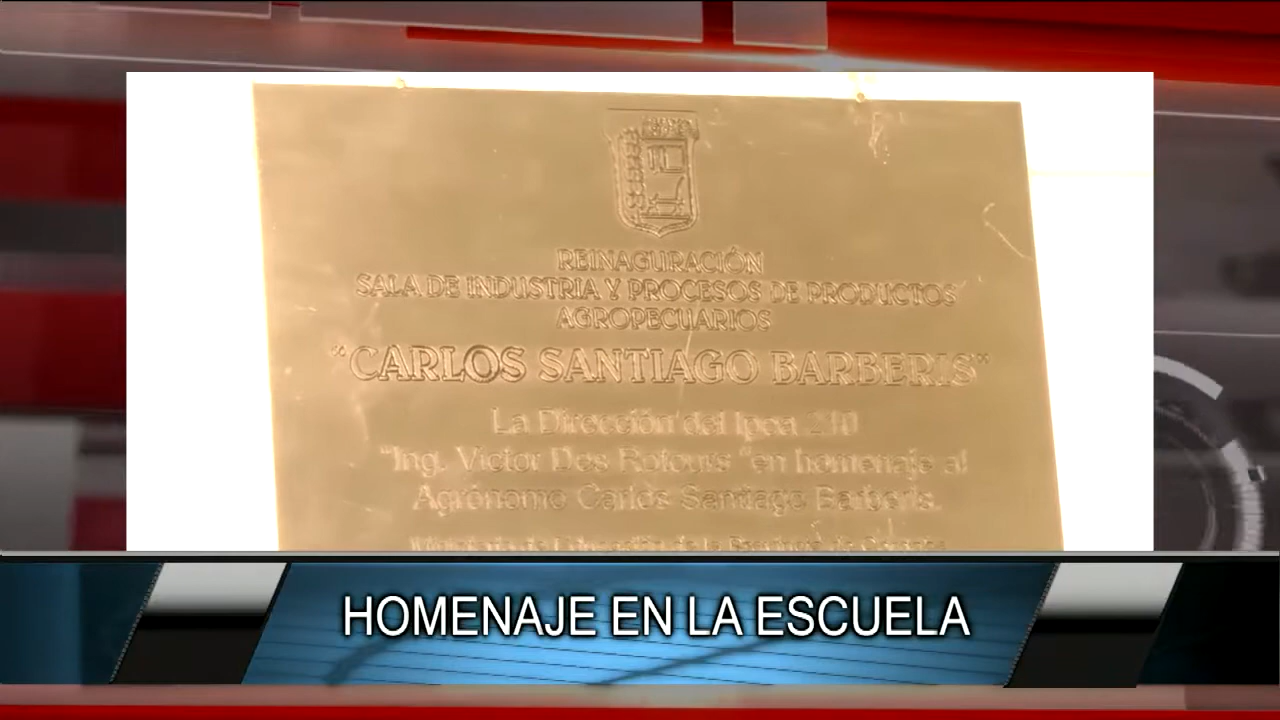 REINAGURACIÓN
SALA DE INDUSTRIA Y PROCESOS DE PRODUCTOS
AGROPECUARIOS
"CARLOS SANTIAGO BARBERIS"
La Dirección del Ipea 210
"Ing. Victor Des Rotours "en homenaje al
Agrónomo Carlos Santiago Barberis.
HOMENAJE EN LA ESCUELA